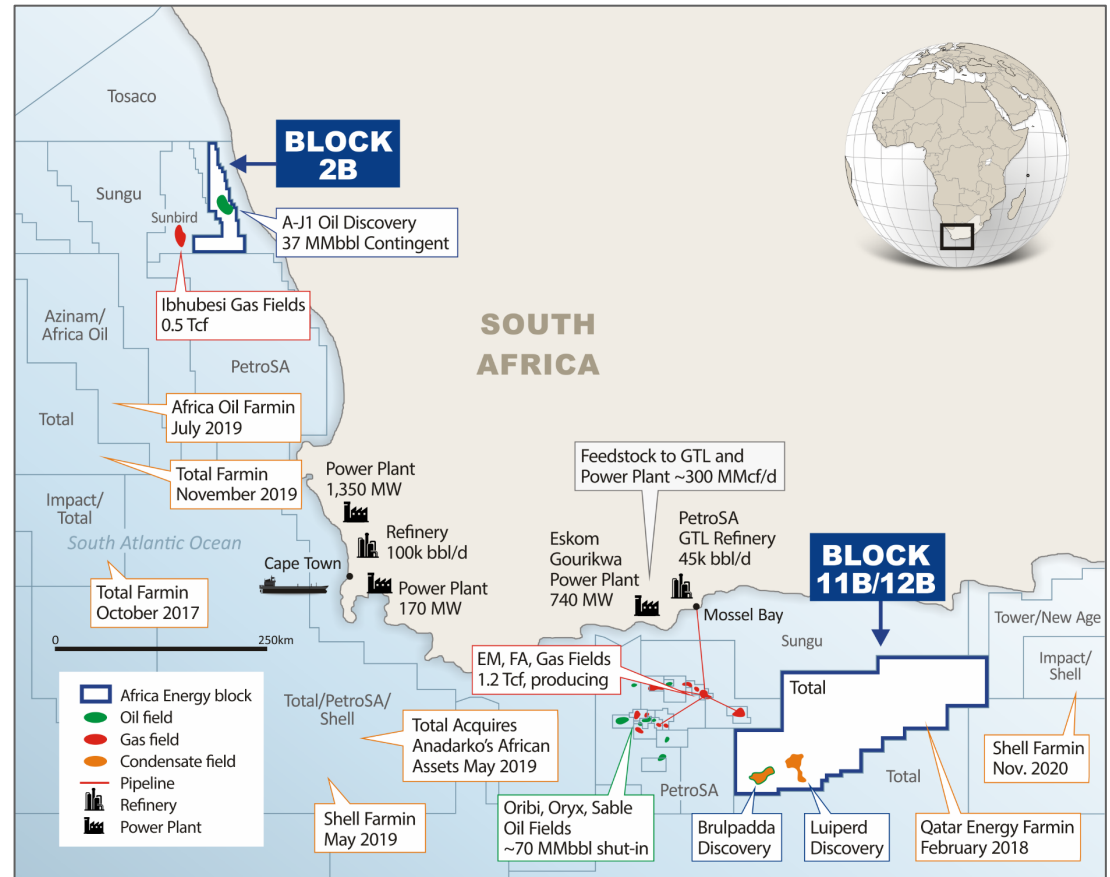 Tosaco
BLOCK
2B
Sungu
Sunbird
A-J1 Oil Discovery
37 MMbbl Contingent
Ibhubesi Gas Fields
0.5 Tcf
Azinam/
Africa Oil
SOUTH
AFRICA
PetroSA
Total
Africa Oil Farmin
July 2019
Total Farmin
November 2019
Impact/
Total
South Atlantic Ocean
Total Farmin
October 2017
Power Plant
1,350 MW
Refinery
100k bbl/d
Cape Town
Power Plant
170 MW
Feedstock to GTL and
Power Plant ~300 MMcf/d
Eskom
Gourikwa
Power Plant
740 MW
PetroSA
GTL Refinery
45k bbl/d
Mossel Bay
BLOCK
11B/12B
Sungu
Tower/New Age
Impact/
Shell
0
250km
EM, FA, Gas Fields
1.2 Tcf, producing
Total
Total/PetroSA/
Shell
Total Acquires
Anadarko's African
Assets May 2019
Shell Farmin
May 2019
Oribi, Oryx, Sable
Oil Fields
~70 MMbbl shut-in
PetroSA
Brulpadda
Discovery
Luiperd
Discovery
Total
Qatar Energy Farmin
February 2018
Shell Farmin
Nov. 2020
Africa Energy block
Oil field
Gas field
Condensate field
Pipeline
Refinery
Power Plant